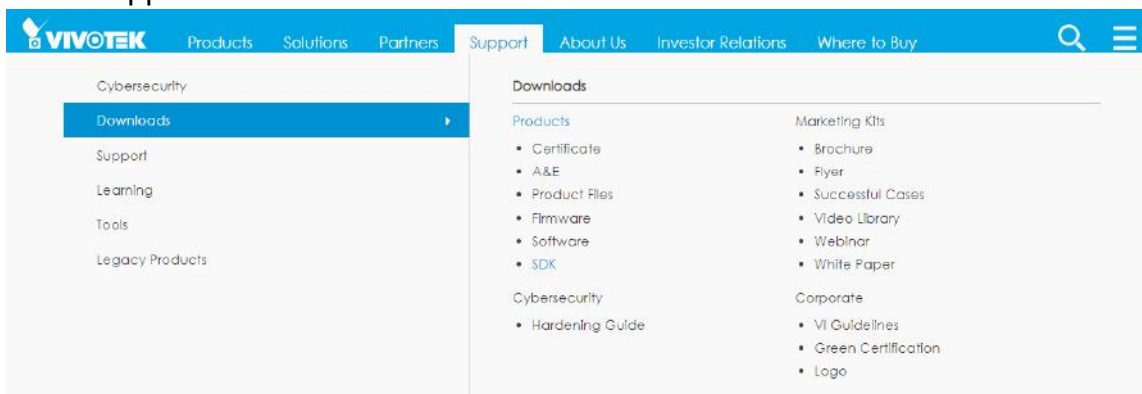 VIVOTEK Products Solutions Partners Support About Us Investor Relations Where to Buy
Cybersecurity
Downloads
Support
Learning
Tools
Legacy Products
Downloads
Products
• Certificate
• A&E
• Product Files
• Firmware
• Software
• SDK
Cybersecurity
• Hardening Guide
Marketing Kits
• Brochure
• Flyer
• Successful Cases
• Video Library
• Webinar
• White Paper
Corporate
• VI Guidelines
• Green Certification
• Logo